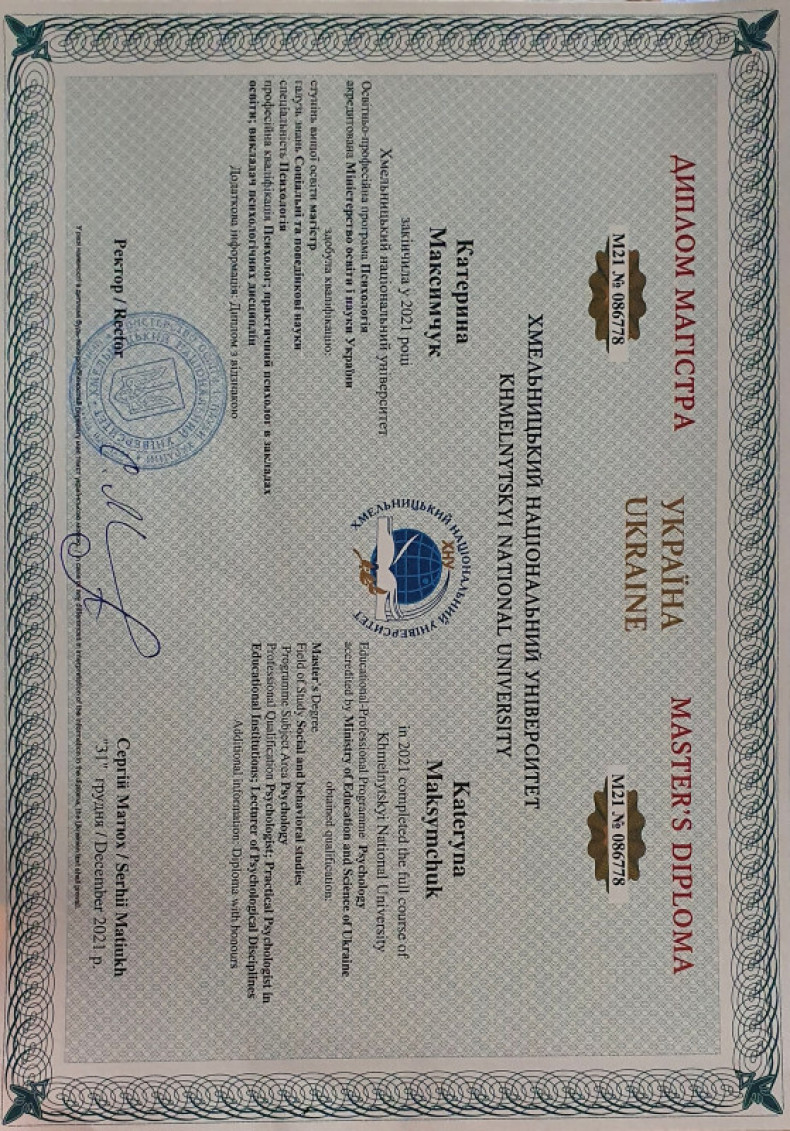 ДИПЛОМ МАГІСТРА
УКРАЇНА
UKRAINE
MASTER'S DIPLOMA
М21 № 086778
М21 № 086778
ХМЕЛЬНИЦЬКИЙ НАЦІОНАЛЬНИЙ УНІВЕРСИТЕТ
KHMELNYTSKYI NATIONAL UNIVERSITY
Катерина
Максимчук
закінчила у 2021 році
Хмельницький національний університет
Освітньо-професійна програма Психологія
акредитована Міністерство освіти і науки України
здобула кваліфікацію:
ступінь вищої освіти магістр
галузь знань Соціальні та поведінкові науки
спеціальність Психологія
професійна кваліфікація Психолог; практичний психолог в закладах
освіти; викладач психологічних дисциплін
Додаткова інформація: Диплом з відзнакою
ХМЕЛЬНИЦЬКИЙ НАЦІОНАЛЬНИЙ УНІВЕРСИТЕТ
ХНУ
Kateryna
Maksymchuk
in 2021 completed the full course of
Khmelnytskyi National University
Educational-Professional Programme Psychology
accredited by Ministry of Education and Science of Ukraine
obtained qualification:
Master's Degree
Field of Study Social and behavioral studies
Programme Subject Area Psychology
Professional Qualification Psychologist; Practical Psychologist in
Educational Institutions; Lecturer of Psychological Disciplines
Additional information: Diploma with honours
Ректор / Rector
Сергій Матюх / Serhii Matiukh
"31" грудня / December 2021 р.